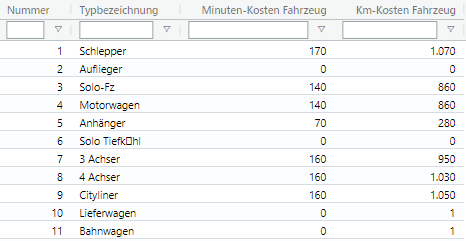 Nummer Typbezeichnung Minuten-Kosten Fahrzeug Km-Kosten Fahrzeug
1 Schlepper 170 1.070
2 Auflieger 0 0
3 Solo-Fz 140 860
4 Motorwagen 140 860
5 Anhänger 70 280
6 Solo Tiefk▯hl 0 0
7 3 Achser 160 950
8 4 Achser 160 1.030
9 Cityliner 160 1.050
10 Lieferwagen 0 1
11 Bahnwagen 0 1